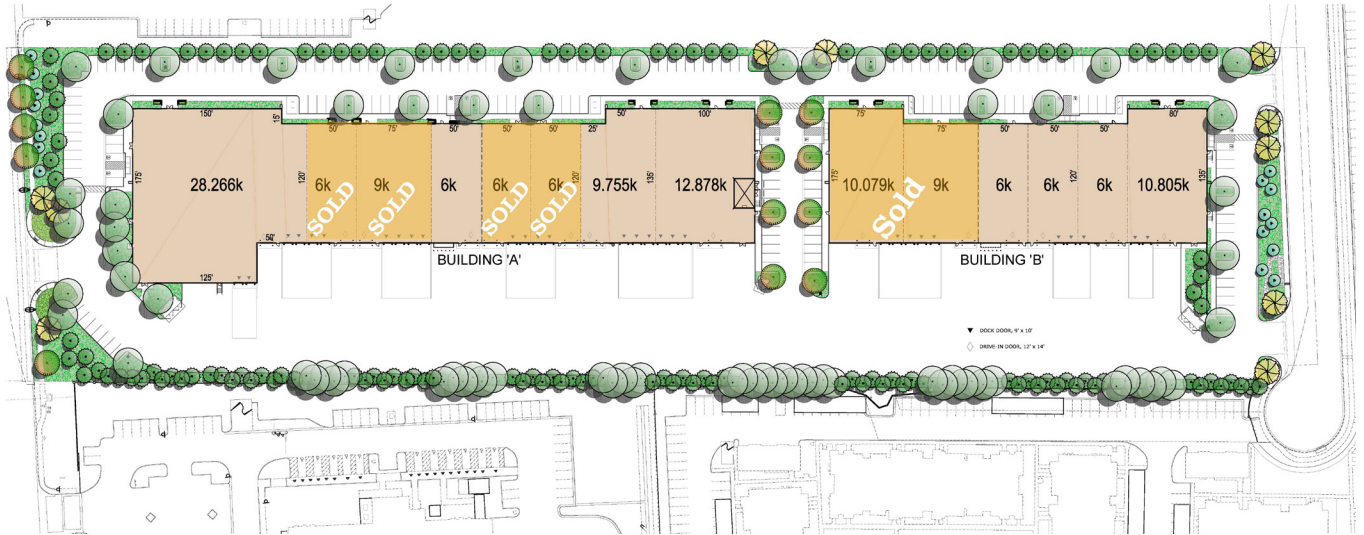 150'
15'
50'
75'
50'
50'
50'
25'
50'
100'
75'
75'
50'
50'
50'
80'
175'
28.266k
120'
6k
9k
6k
6k
6k
120'
9.755k
135'
12.878k
175'
10.079k
9k
6k
6k
120'
6k
10.805k
135'
SOLD
SOLD
SOLD
SOLD
Sold
50'
125'
BUILDING 'A'
BUILDING 'B'
DOCK DOOR, 9' x 10'
DRIVE-IN DOOR, 12' x 14'